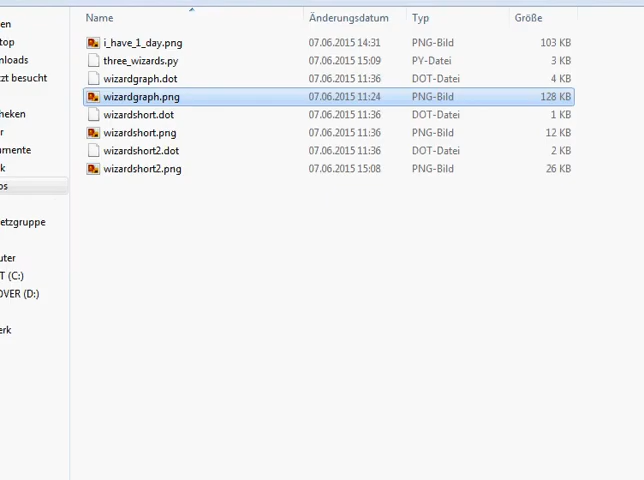 Name Änderungsdatum Typ Größe
i_have_1_day.png 07.06.2015 14:31 PNG-Bild 103 KB
three_wizards.py 07.06.2015 15:09 PY-Datei 3 KB
wizardgraph.dot 07.06.2015 11:36 DOT-Datei 4 KB
wizardgraph.png 07.06.2015 11:24 PNG-Bild 128 KB
wizardshort.dot 07.06.2015 11:36 DOT-Datei 1 KB
wizardshort.png 07.06.2015 11:36 PNG-Bild 12 KB
wizardshort2.dot 07.06.2015 11:36 DOT-Datei 2 KB
wizardshort2.png 07.06.2015 15:08 PNG-Bild 26 KB
en
top
nloads
zt besucht
heken
r
umente
k
os
etzgruppe
uter
T (C:)
OVER (D:)
erk